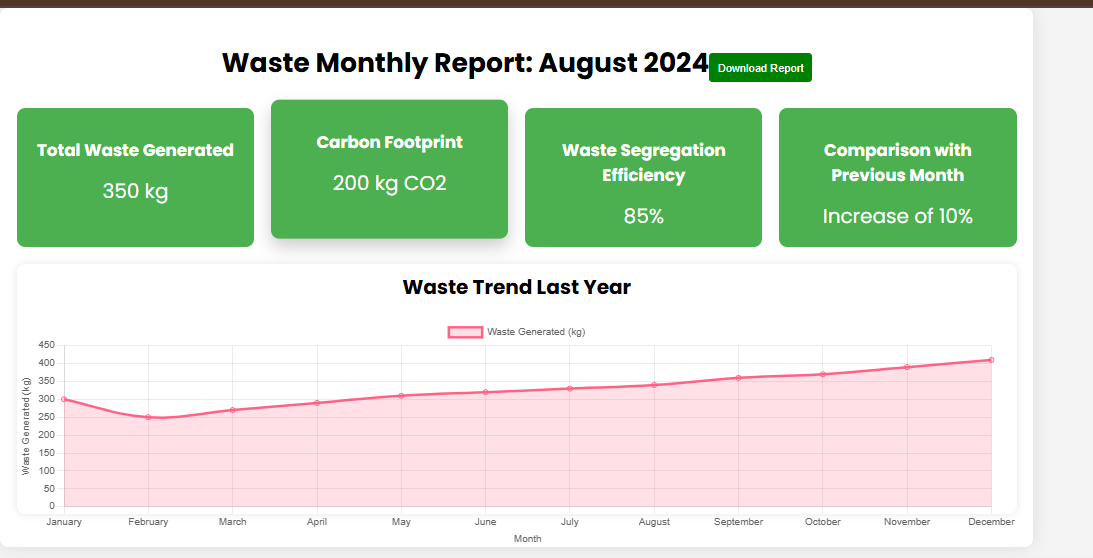 Waste Monthly Report: August 2024
Download Report
Total Waste Generated
350 kg
Carbon Footprint
200 kg CO2
Waste Segregation
Efficiency
85%
Comparison with
Previous Month
Increase of 10%
Waste Trend Last Year
Waste Generated (kg)
Waste Generated (kg)
450
400
350
300
250
200
150
100
50
0
January February March April May June July August September October November December
Month